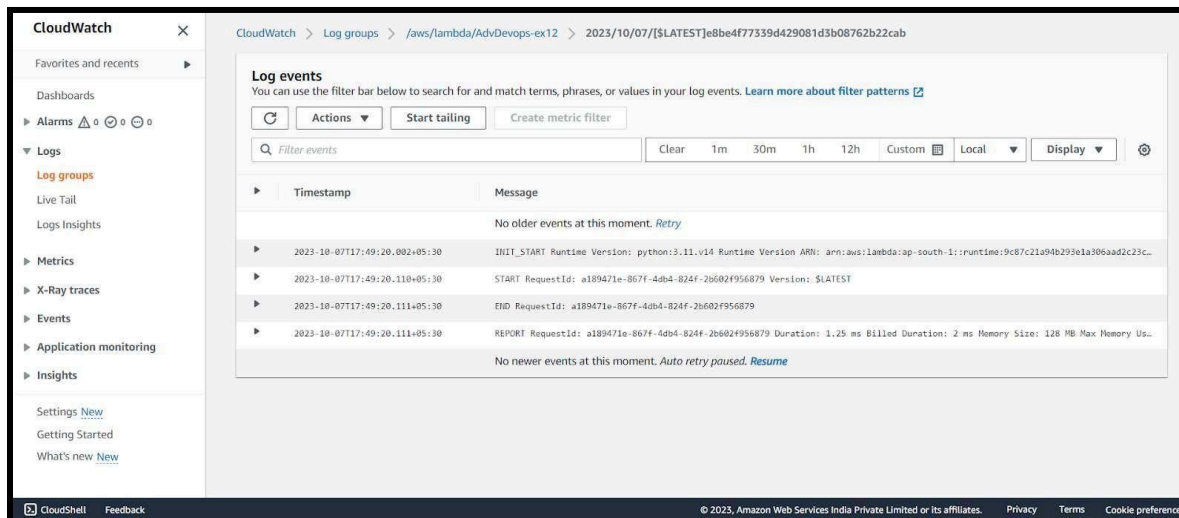 CloudWatch
CloudWatch > Log groups > /aws/lambda/AdvDevops-ex12 > 2023/10/07/[$LATEST]e8be4f77339d429081d3b08762b22cab
Favorites and recents
Dashboards
Alarms 0 0 0
Logs
Log groups
Live Tail
Logs Insights
Metrics
X-Ray traces
Events
Application monitoring
Insights
Settings New
Getting Started
What's new New
Log events
You can use the filter bar below to search for and match terms, phrases, or values in your log events. Learn more about filter patterns
Actions Start tailing Create metric filter
Filter events Clear 1m 30m 1h 12h Custom Local Display
Timestamp Message
No older events at this moment. Retry
2023-10-07T17:49:20.002+05:30 INIT_START Runtime Version: python:3.11.v14 Runtime Version ARN: arn:aws:lambda:ap-south-1::runtime:9c87c21a94b293e1a306aad2c23c…
2023-10-07T17:49:20.110+05:30 START RequestId: a189471e-867f-4db4-824f-2b602f956879 Version: $LATEST
2023-10-07T17:49:20.111+05:30 END RequestId: a189471e-867f-4db4-824f-2b602f956879
2023-10-07T17:49:20.111+05:30 REPORT RequestId: a189471e-867f-4db4-824f-2b602f956879 Duration: 1.25 ms Billed Duration: 2 ms Memory Size: 128 MB Max Memory Us…
No newer events at this moment. Auto retry paused. Resume
CloudShell Feedback © 2023, Amazon Web Services India Private Limited or its affiliates. Privacy Terms Cookie preference